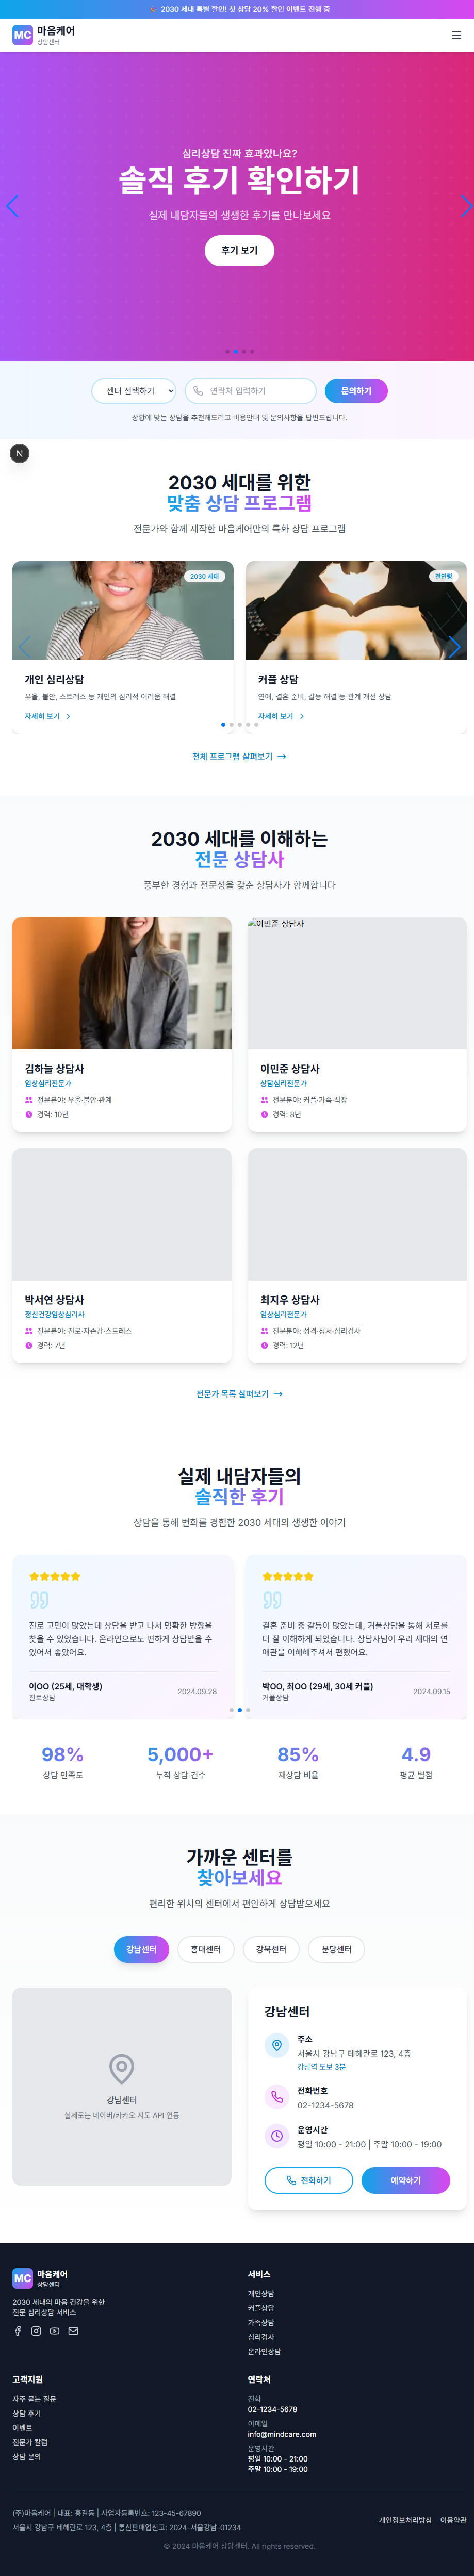 2030 세대 특별 할인! 첫 상담 20% 할인 이벤트 진행 중
MC
마음케어
상담센터
심리상담 진짜 효과있나요?
솔직 후기 확인하기
실제 내담자들의 생생한 후기를 만나보세요
후기 보기
센터 선택하기
연락처 입력하기
문의하기
상황에 맞는 상담을 추천해드리고 비용안내 및 문의사항을 답변드립니다.
N
2030 세대를 위한
맞춤 상담 프로그램
전문가와 함께 제작한 마음케어만의 특화 상담 프로그램
2030 세대
개인 심리상담
우울, 불안, 스트레스 등 개인의 심리적 어려움 해결
자세히 보기
전연령
커플 상담
연애, 결혼 준비, 갈등 해결 등 관계 개선 상담
자세히 보기
전체 프로그램 살펴보기
2030 세대를 이해하는
전문 상담사
풍부한 경험과 전문성을 갖춘 상담사가 함께합니다
김하늘 상담사
임상심리전문가
전문분야: 우울·불안·관계
경력: 10년
이민준 상담사
이민준 상담사
상담심리전문가
전문분야: 커플·가족·직장
경력: 8년
박서연 상담사
정신건강임상심리사
전문분야: 진로·자존감·스트레스
경력: 7년
최지우 상담사
임상심리전문가
전문분야: 성격·정서·심리검사
경력: 12년
전문가 목록 살펴보기
실제 내담자들의
솔직한 후기
상담을 통해 변화를 경험한 2030 세대의 생생한 이야기
진로 고민이 많았는데 상담을 받고 나서 명확한 방향을
찾을 수 있었습니다. 온라인으로도 편하게 상담받을 수
있어서 좋았어요.
이OO (25세, 대학생)
진로상담
2024.09.28
결혼 준비 중 갈등이 많았는데, 커플상담을 통해 서로를
더 잘 이해하게 되었습니다. 상담사님이 우리 세대의 연
애관을 이해해주셔서 편했어요.
박OO, 최OO (29세, 30세 커플)
커플상담
2024.09.15
98%
상담 만족도
5,000+
누적 상담 건수
85%
재상담 비율
4.9
평균 별점
가까운 센터를
찾아보세요
편리한 위치의 센터에서 편안하게 상담받으세요
강남센터
홍대센터
강북센터
분당센터
강남센터
실제로는 네이버/카카오 지도 API 연동
강남센터
주소
서울시 강남구 테헤란로 123, 4층
강남역 도보 3분
전화번호
02-1234-5678
운영시간
평일 10:00 - 21:00 | 주말 10:00 - 19:00
전화하기
예약하기
MC
마음케어
상담센터
2030 세대의 마음 건강을 위한
전문 심리상담 서비스
서비스
개인상담
커플상담
가족상담
심리검사
온라인상담
고객지원
자주 묻는 질문
상담 후기
이벤트
전문가 칼럼
상담 문의
연락처
전화
02-1234-5678
이메일
info@mindcare.com
운영시간
평일 10:00 - 21:00
주말 10:00 - 19:00
(주)마음케어 | 대표: 홍길동 | 사업자등록번호: 123-45-67890
서울시 강남구 테헤란로 123, 4층 | 통신판매업신고: 2024-서울강남-01234
개인정보처리방침
이용약관
© 2024 마음케어 상담센터. All rights reserved.